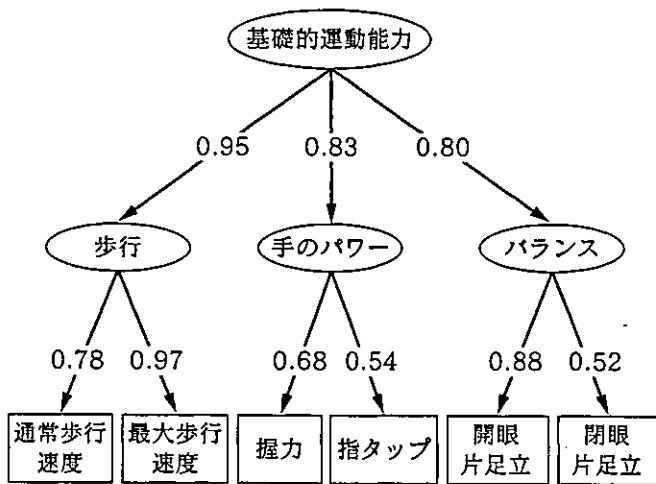 基礎的運動能力
0.95
0.83
0.80
歩行
手のパワー
バランス
0.78
0.97
0.68
0.54
0.88
0.52
通常歩行
速度
最大歩行
速度
握力
指タップ
開眼
片足立
閉眼
片足立